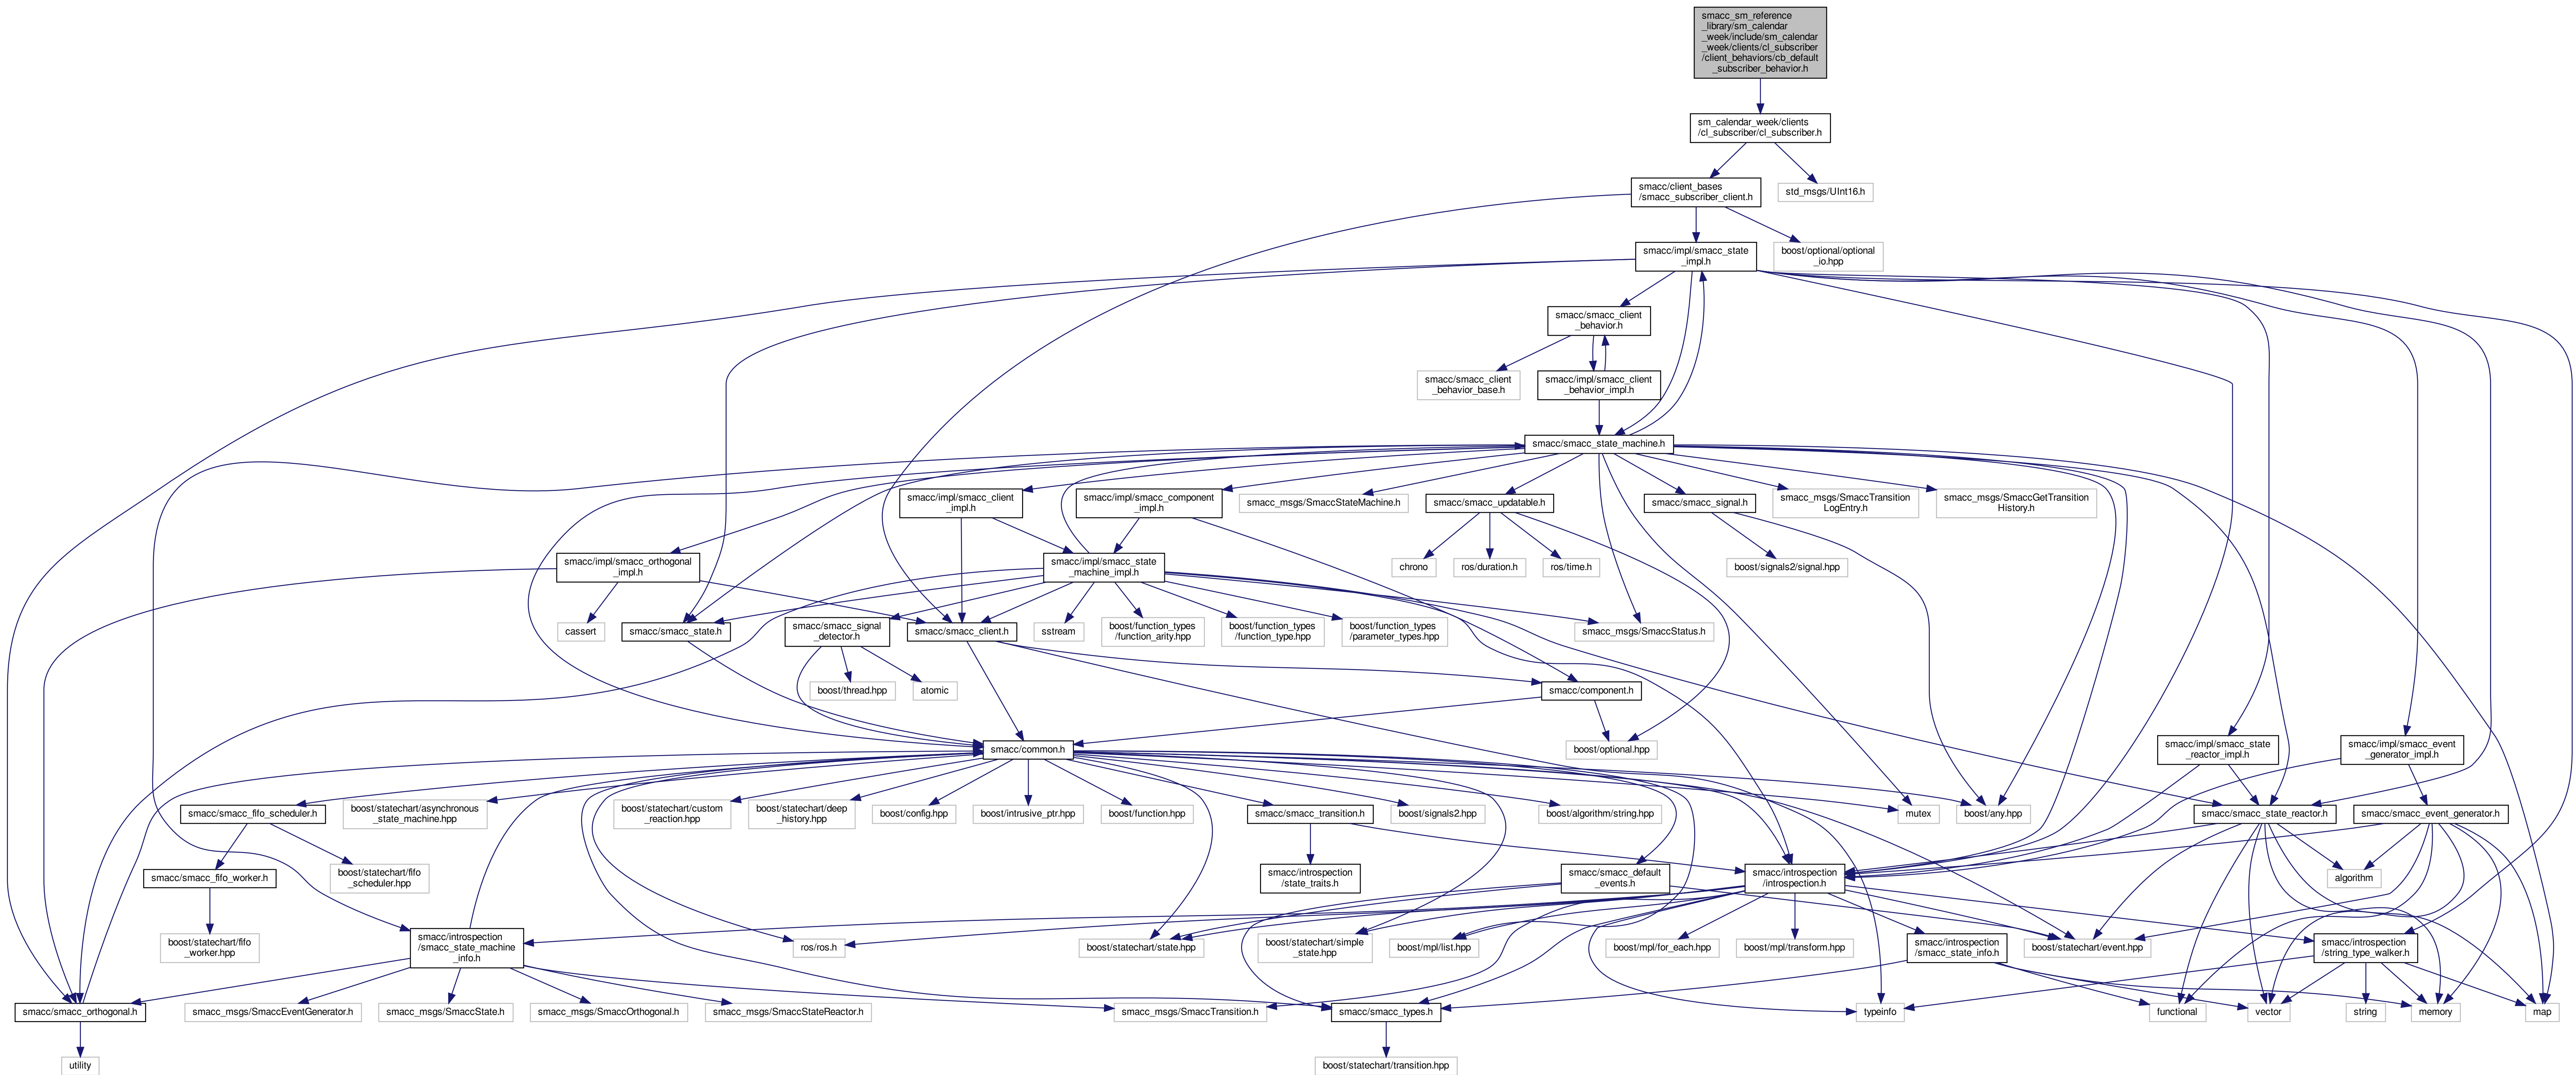 smacc_sm_reference
_library/sm_calendar
_week/include/sm_calendar
_week/clients/cl_subscriber
/client_behaviors/cb_default
_subscriber_behavior.h
sm_calendar_week/clients
/cl_subscriber/cl_subscriber.h
smacc/client_bases
/smacc_subscriber_client.h
std_msgs/UInt16.h
smacc/impl/smacc_state
_impl.h
boost/optional/optional
_io.hpp
smacc/smacc_client
_behavior.h
smacc/smacc_client
_behavior_base.h
smacc/impl/smacc_client
_behavior_impl.h
smacc/smacc_state_machine.h
smacc/impl/smacc_client
_impl.h
smacc/impl/smacc_component
_impl.h
smacc_msgs/SmaccStateMachine.h
smacc/smacc_updatable.h
smacc/smacc_signal.h
smacc_msgs/SmaccTransition
LogEntry.h
smacc_msgs/SmaccGetTransition
History.h
smacc/impl/smacc_orthogonal
_impl.h
smacc/impl/smacc_state
_machine_impl.h
chrono
ros/duration.h
ros/time.h
boost/signals2/signal.hpp
cassert
smacc/smacc_state.h
smacc/smacc_signal
_detector.h
smacc/smacc_client.h
sstream
boost/function_types
/function_arity.hpp
boost/function_types
/function_type.hpp
boost/function_types
/parameter_types.hpp
smacc_msgs/SmaccStatus.h
boost/thread.hpp
atomic
smacc/component.h
smacc/common.h
boost/optional.hpp
smacc/impl/smacc_state
_reactor_impl.h
smacc/impl/smacc_event
_generator_impl.h
smacc/smacc_fifo_scheduler.h
boost/statechart/asynchronous
_state_machine.hpp
boost/statechart/custom
_reaction.hpp
boost/statechart/deep
_history.hpp
boost/config.hpp
boost/intrusive_ptr.hpp
boost/function.hpp
smacc/smacc_transition.h
boost/signals2.hpp
boost/algorithm/string.hpp
mutex
boost/any.hpp
smacc/smacc_state_reactor.h
smacc/smacc_event_generator.h
smacc/smacc_fifo_worker.h
boost/statechart/fifo
_scheduler.hpp
smacc/introspection
/state_traits.h
smacc/smacc_default
_events.h
smacc/introspection
/introspection.h
algorithm
boost/statechart/fifo
_worker.hpp
smacc/introspection
/smacc_state_machine
_info.h
ros/ros.h
boost/statechart/state.hpp
boost/statechart/simple
_state.hpp
boost/mpl/list.hpp
boost/mpl/for_each.hpp
boost/mpl/transform.hpp
smacc/introspection
/smacc_state_info.h
boost/statechart/event.hpp
smacc/introspection
/string_type_walker.h
smacc/smacc_orthogonal.h
smacc_msgs/SmaccEventGenerator.h
smacc_msgs/SmaccState.h
smacc_msgs/SmaccOrthogonal.h
smacc_msgs/SmaccStateReactor.h
smacc_msgs/SmaccTransition.h
smacc/smacc_types.h
typeinfo
functional
vector
string
memory
map
utility
boost/statechart/transition.hpp